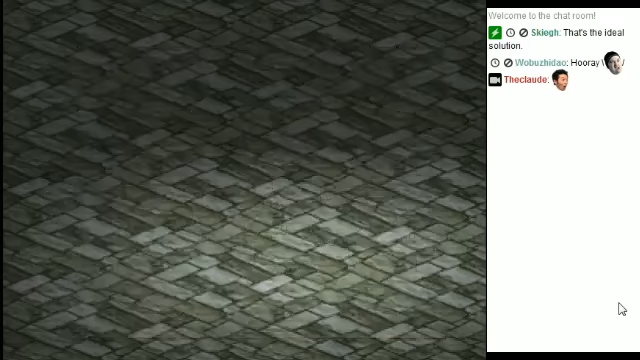 Welcome to the chat room!
Skiegh: That's the ideal
solution.
Wobuzhidao: Hooray \ /
Theclaude: